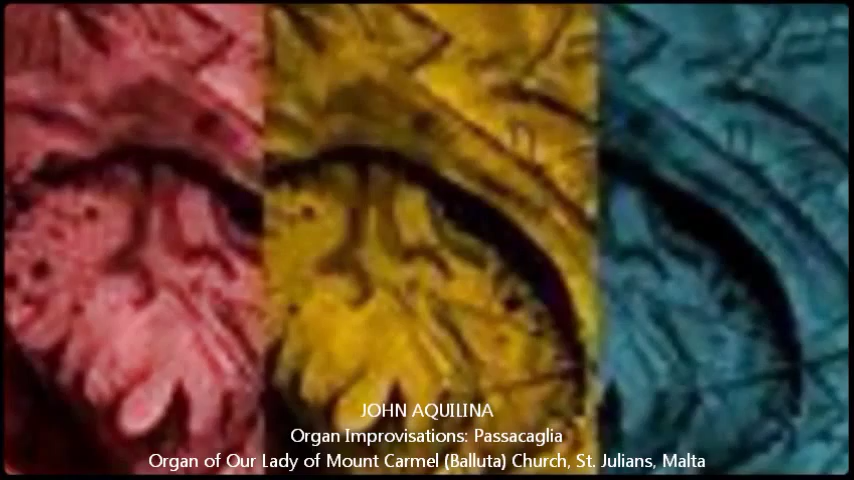 JOHN AQUILINA
Organ Improvisations: Passacaglia
Organ of Our Lady of Mount Carmel (Balluta) Church, St. Julians, Malta